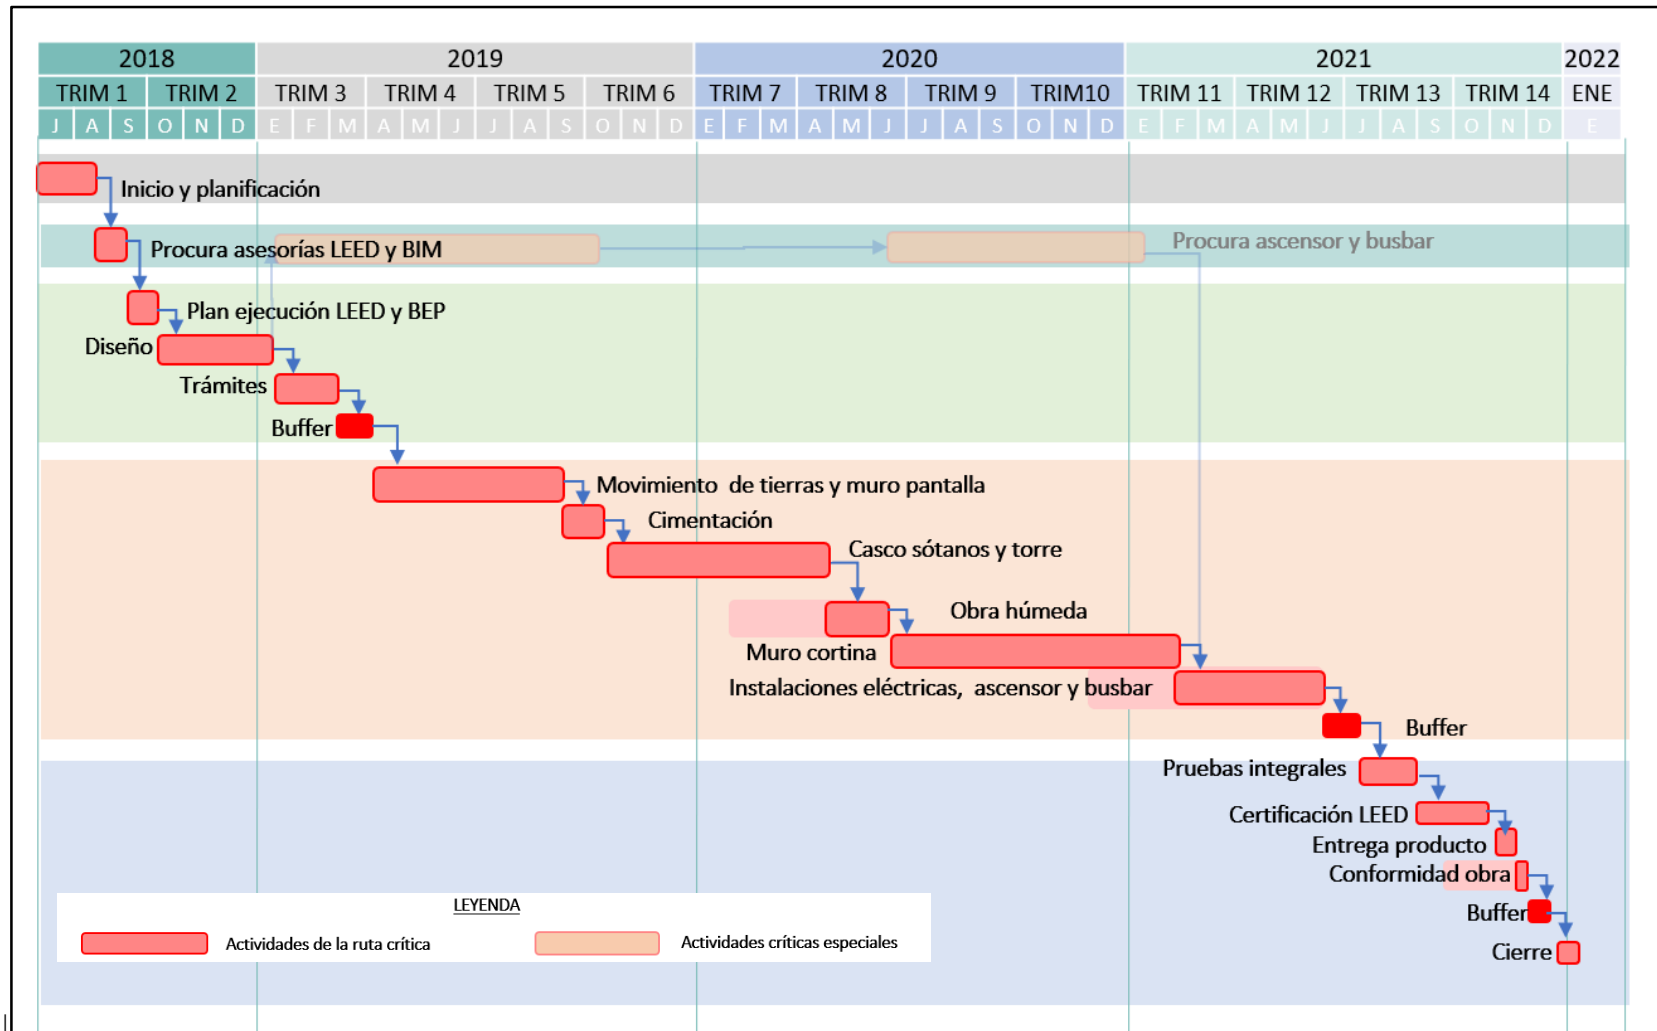 2018 2019 2020 2021 2022
TRIM 1 TRIM 2 TRIM 3 TRIM 4 TRIM 5 TRIM 6 TRIM 7 TRIM 8 TRIM 9 TRIM10 TRIM 11 TRIM 12 TRIM 13 TRIM 14 ENE
J A S O N D E F M A M J J A S O N D E F M A M J J A S O N D E F M A M J J A S O N D E
Inicio y planificación
Procura asesorías LEED y BIM
Procura ascensor y busbar
Plan ejecución LEED y BEP
Diseño
Trámites
Buffer
Movimiento de tierras y muro pantalla
Cimentación
Casco sótanos y torre
Obra húmeda
Muro cortina
Instalaciones eléctricas, ascensor y busbar
Buffer
Pruebas integrales
Certificación LEED
Entrega producto
Conformidad obra
Buffer
Cierre
LEYENDA
Actividades de la ruta crítica
Actividades críticas especiales